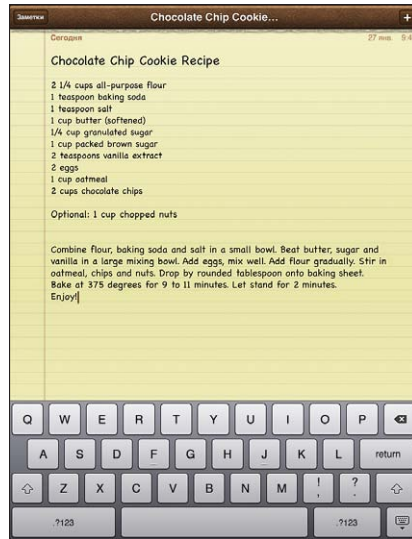 Заметки
Chocolate Chip Cookie...
+
Сегодня
27 янв.
9:4
Chocolate Chip Cookie Recipe
2 1/4 cups all-purpose flour
1 teaspoon baking soda
1 teaspoon salt
1 cup butter (softened)
1/4 cup granulated sugar
1 cup packed brown sugar
2 teaspoons vanilla extract
2 eggs
1 cup oatmeal
2 cups chocolate chips
Optional: 1 cup chopped nuts
Combine flour, baking soda and salt in a small bowl. Beat butter, sugar and
vanilla in a large mixing bowl. Add eggs, mix well. Add flour gradually. Stir in
oatmeal, chips and nuts. Drop by rounded tablespoon onto baking sheet.
Bake at 375 degrees for 9 to 11 minutes. Let stand for 2 minutes.
Enjoy!
Q W E R T Y U I O P
A S D F G H J K L return
Z X C V B N M ! , ? .
.?123 .?123